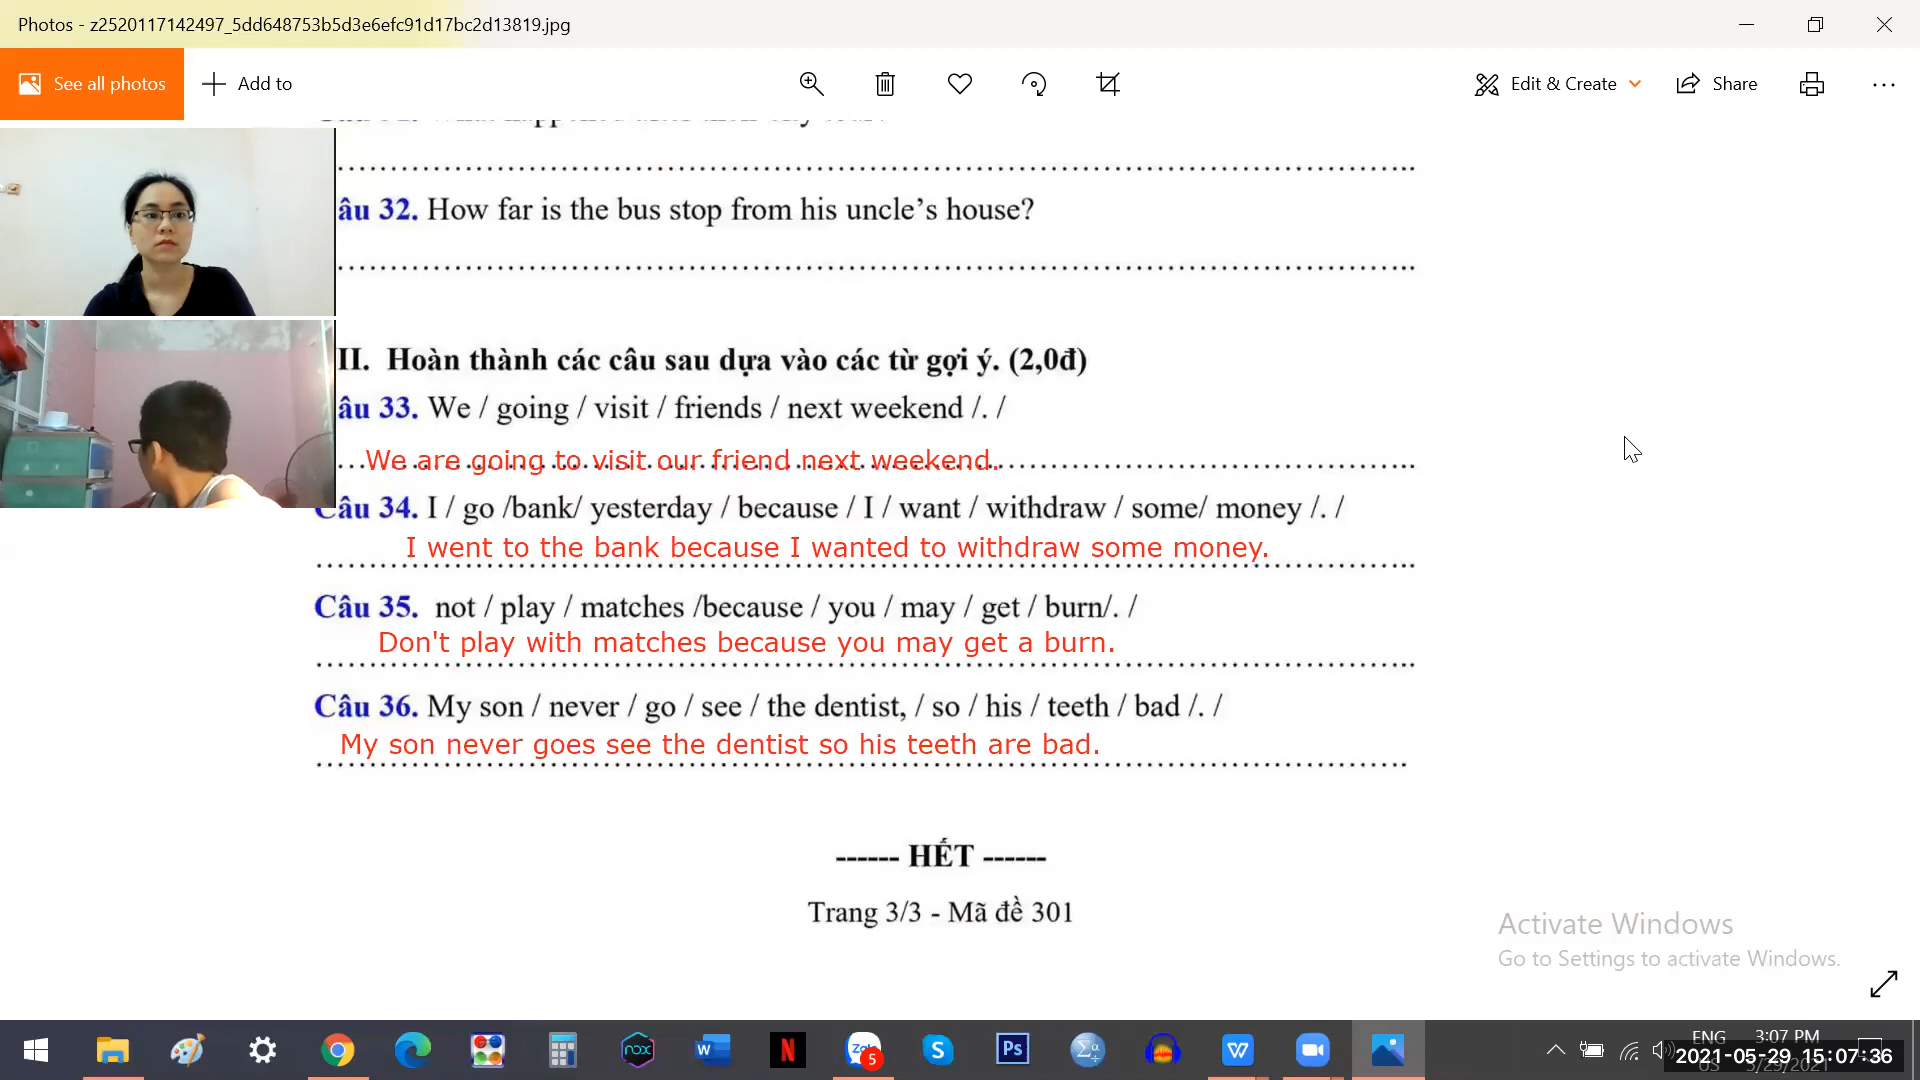 Photos - z2520117142497_5dd648753b5d3e6efc91d17bc2d13819.jpg
See all photos
Add to
Edit & Create
Share
âu 32. How far is the bus stop from his uncle's house?
II. Hoàn thành các câu sau dựa vào các từ gợi ý. (2,0đ)
âu 33. We / going / visit / friends / next weekend /. /
We are going to visit our friend next weekend.
Câu 34. I / go /bank/ yesterday / because / I / want / withdraw / some/ money /. /
I went to the bank because I wanted to withdraw some money.
Câu 35. not / play / matches /because / you / may / get / burn/. /
Don't play with matches because you may get a burn.
Câu 36. My son / never / go / see / the dentist, / so / his / teeth / bad /. /
My son never goes see the dentist so his teeth are bad.
------ HẾT ------
Trang 3/3 - Mã đề 301
Activate Windows
Go to Settings to activate Windows.
nox
W
N
Zalo
5
S
Ps
W
ENG
3:07 PM
2021-05-29 15:07:36